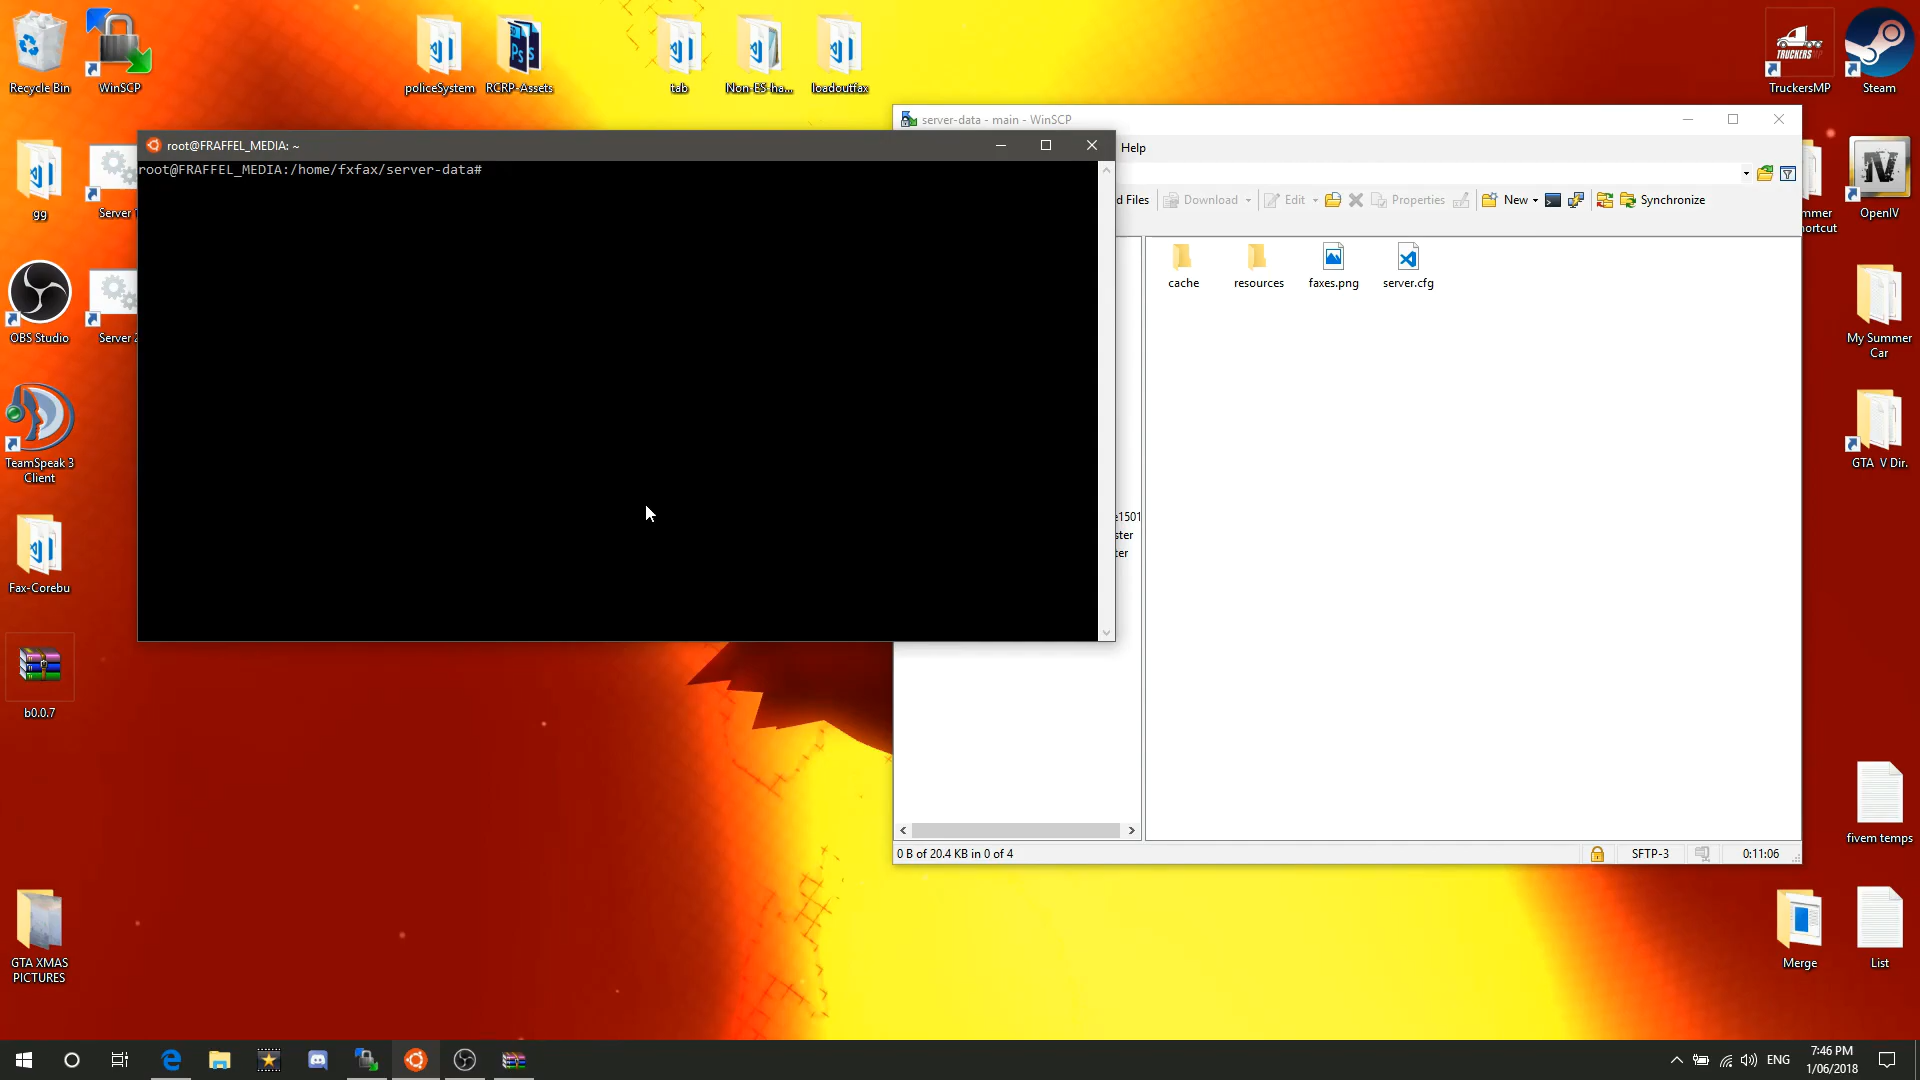 Recycle Bin
WinSCP
policeSystem
RCRP-Assets
tab
Non-ES-ha...
loadoutfax
TRUCKERS
TruckersMP
Steam
gg
Server
OpenIV
mmer
ortcut
OBS Studio
Server
My Summer
Car
TeamSpeak 3
Client
GTA V Dir.
Fax-Corebu
b0.0.7
fivem temps
GTA XMAS
PICTURES
Merge
List
root@FRAFFEL_MEDIA: ~
root@FRAFFEL_MEDIA:/home/fxfax/server-data#
server-data - main - WinSCP
Help
d Files
Download
Edit
Properties
New
Synchronize
cache
resources
faxes.png
server.cfg
e1501
ster
ter
0 B of 20.4 KB in 0 of 4
SFTP-3
0:11:06
ENG
7:46 PM
1/06/2018